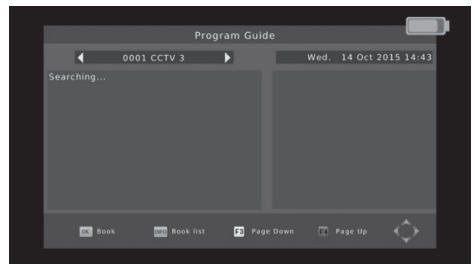 Program Guide
0001 CCTV 3
Wed. 14 Oct 2015 14:43
Searching...
OK Book
INFO Book list
F3 Page Down
F4 Page Up